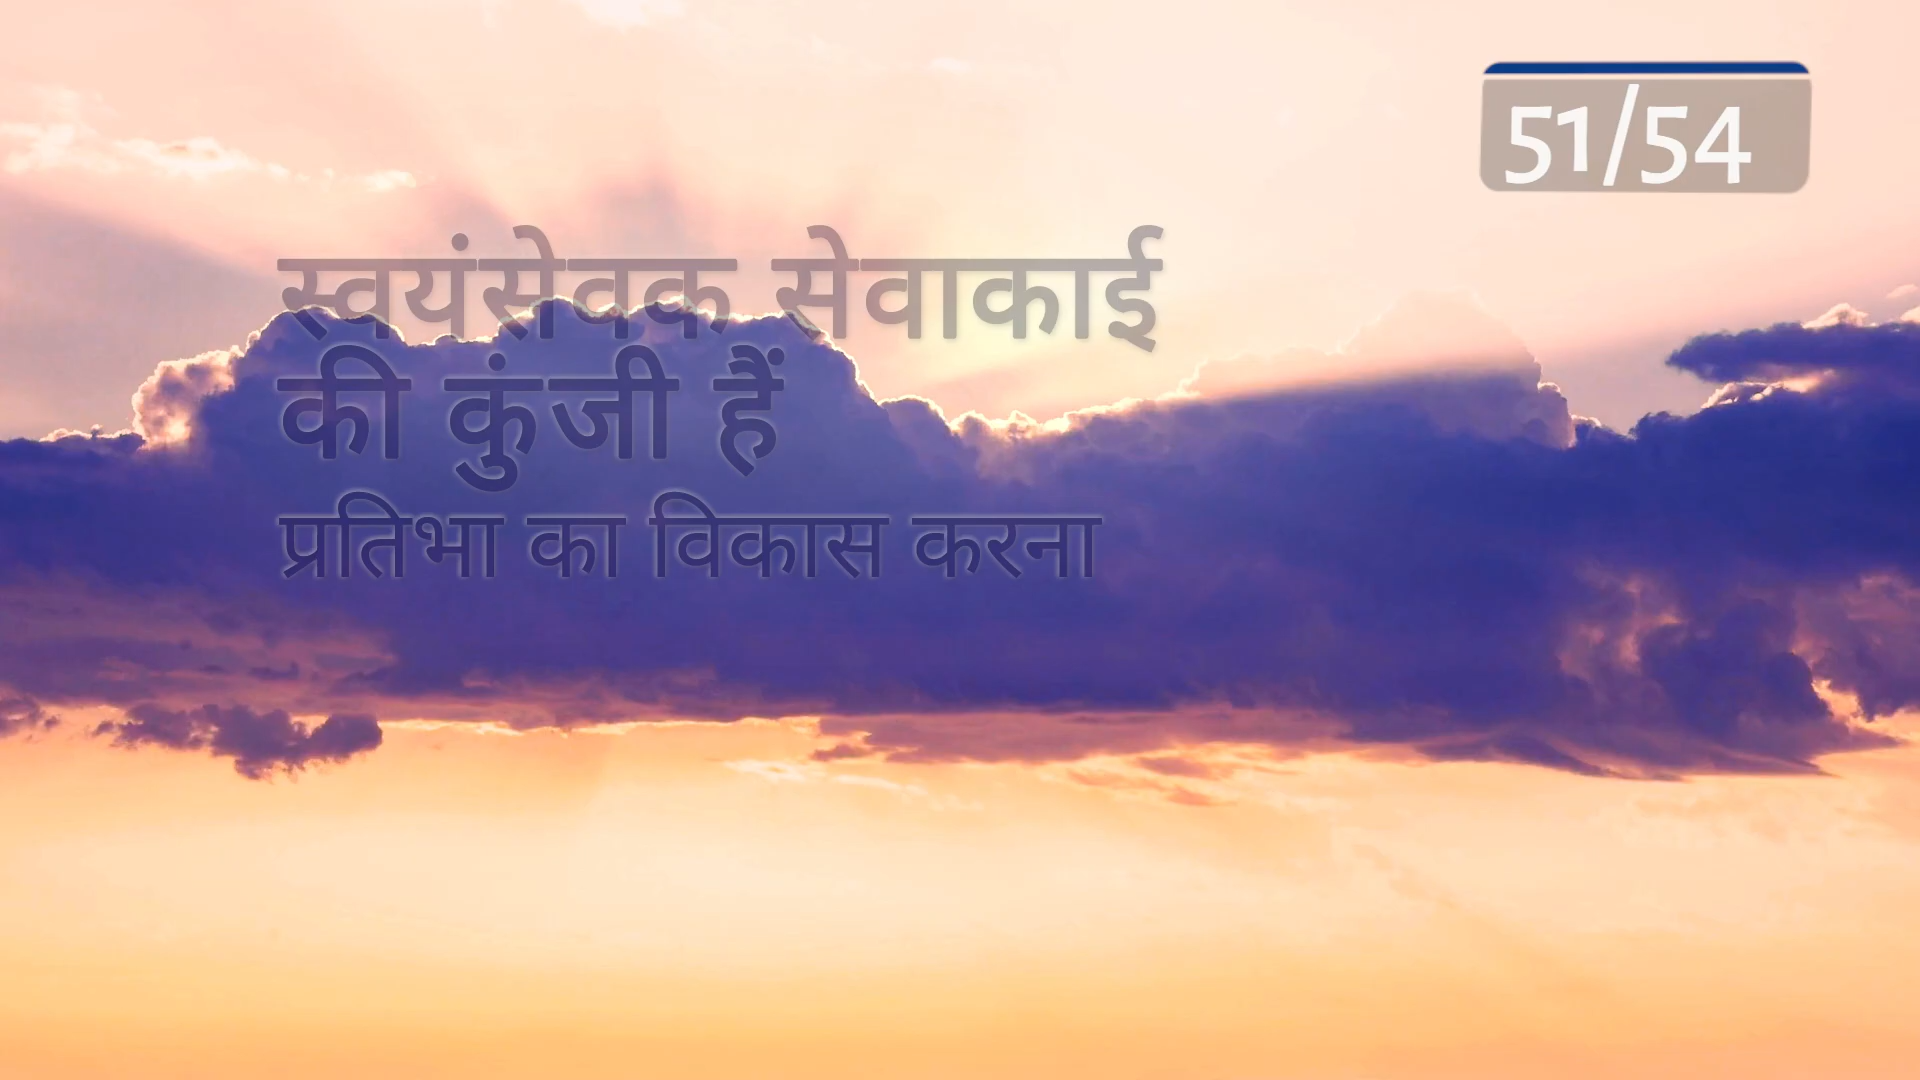 51/54
स्वयंसेवक सेवाकाई
की कुंजी हैं
प्रतिभा का विकास करना